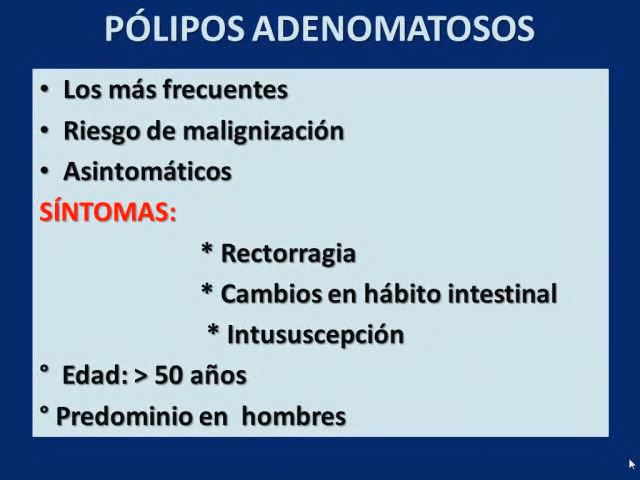 PÓLIPOS ADENOMATOSOS
• Los más frecuentes
• Riesgo de malignización
• Asintomáticos
SÍNTOMAS:
* Rectorragia
* Cambios en hábito intestinal
* Intususcepción
° Edad: > 50 años
° Predominio en hombres